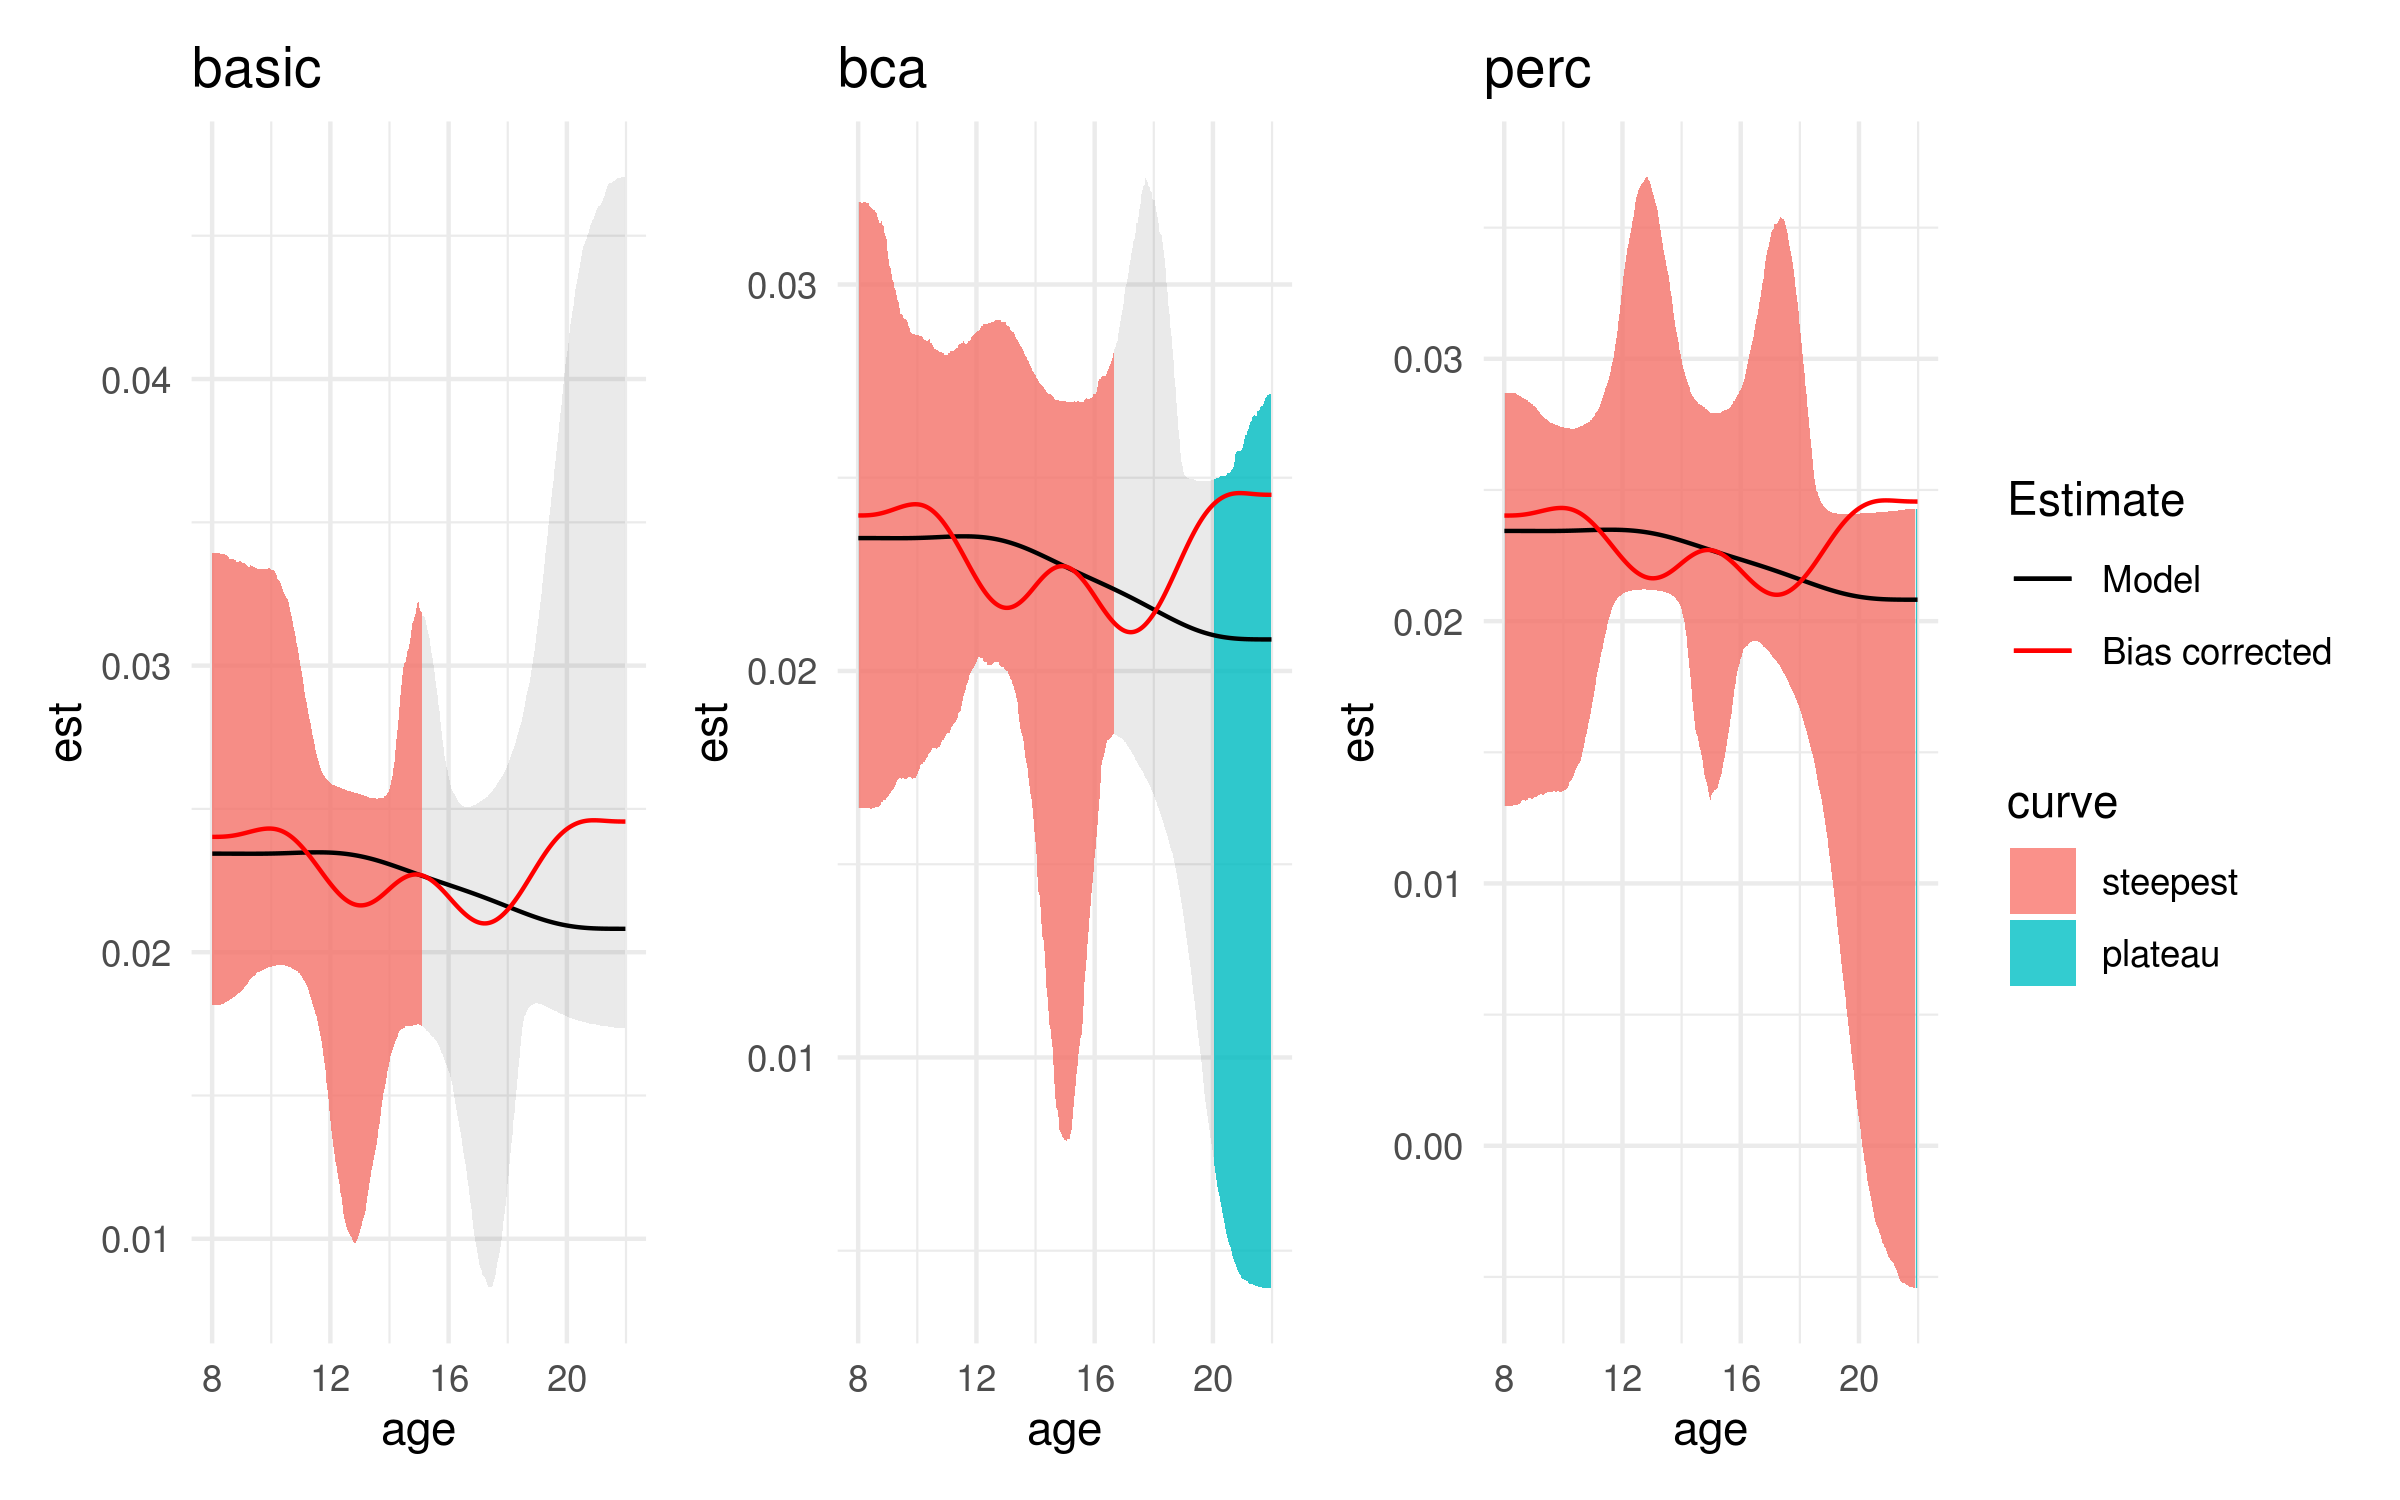 basic
bca
perc
0.04
0.03
0.02
0.01
est
8 12 16 20
age
0.03
0.02
0.01
est
8 12 16 20
age
0.03
0.02
0.01
0.00
est
8 12 16 20
age
Estimate
Model
Bias corrected
curve
steepest
plateau